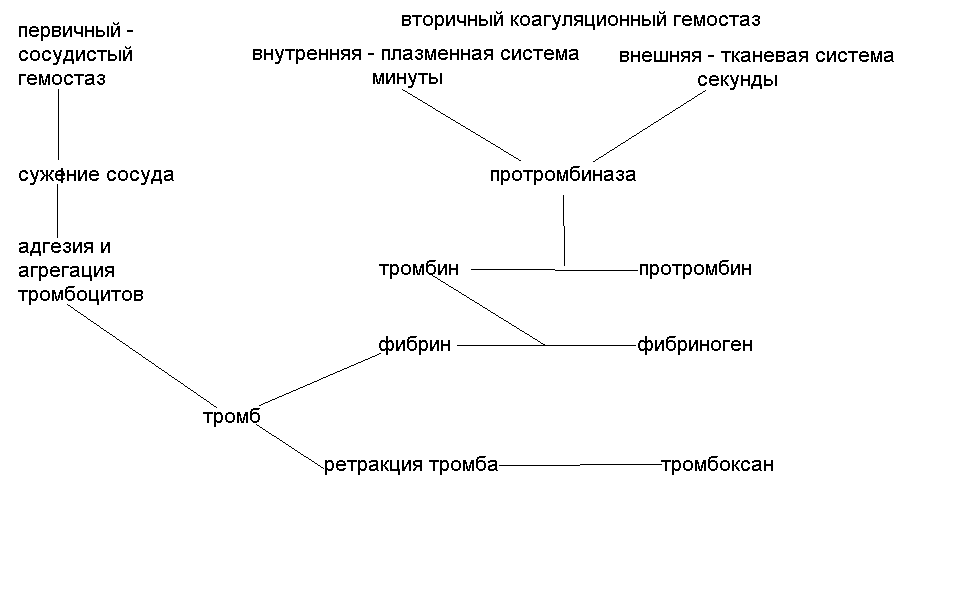 первичный -
сосудистый
гемостаз
вторичный коагуляционный гемостаз
внутренняя - плазменная система
минуты
внешняя - тканевая система
секунды
сужение сосуда
протромбиназа
адгезия и
агрегация
тромбоцитов
тромбин
протромбин
фибрин
фибриноген
тромб
ретракция тромба
тромбоксан